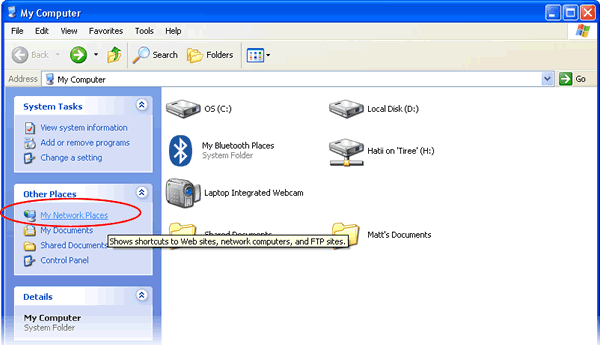 My Computer
File Edit View Favorites Tools Help
Back Search Folders
Address My Computer Go
System Tasks
View system information
Add or remove programs
Change a setting
Other Places
My Network Places
My Documents
Shared Documents
Control Panel
Details
My Computer
System Folder
OS (C:)
Local Disk (D:)
My Bluetooth Places
System Folder
Hatii on 'Tiree' (H:)
Laptop Integrated Webcam
Shared Documents
Matt's Documents
Shows shortcuts to Web sites, network computers, and FTP sites.